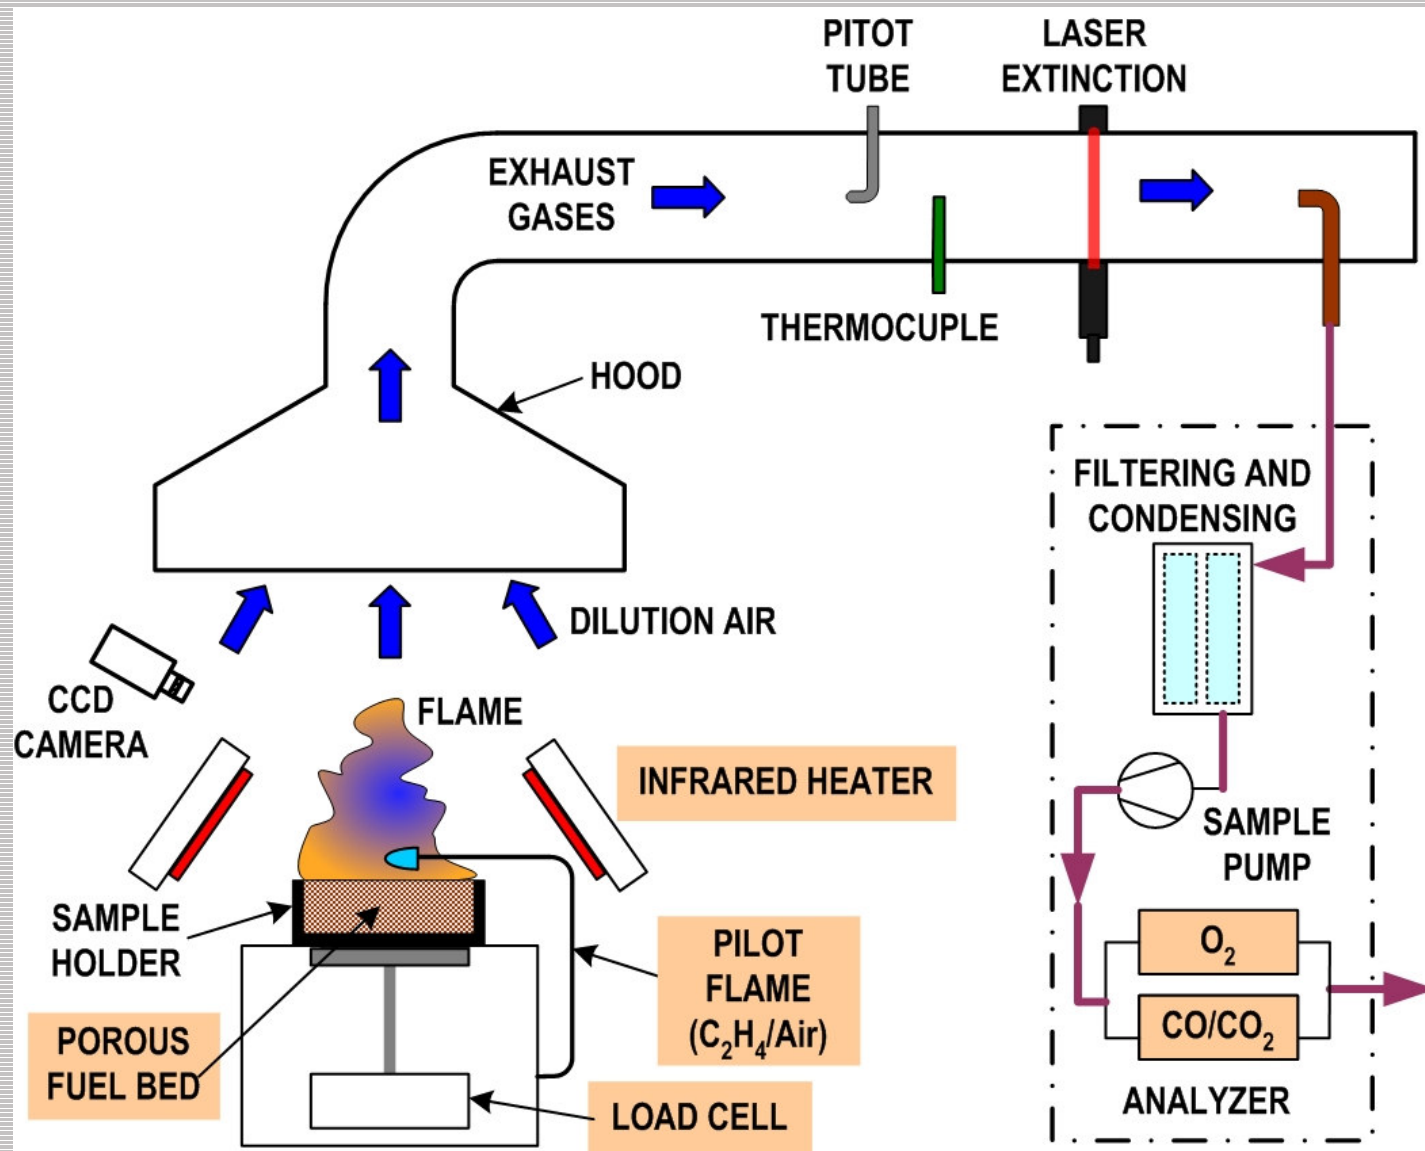 PITOT
TUBE
LASER
EXTINCTION
EXHAUST
GASES
THERMOCUPLE
HOOD
FILTERING AND
CONDENSING
DILUTION AIR
CCD
CAMERA
FLAME
INFRARED HEATER
SAMPLE
PUMP
SAMPLE
HOLDER
PILOT
FLAME
(C₂H₄/Air)
O₂
CO/CO₂
POROUS
FUEL BED
LOAD CELL
ANALYZER